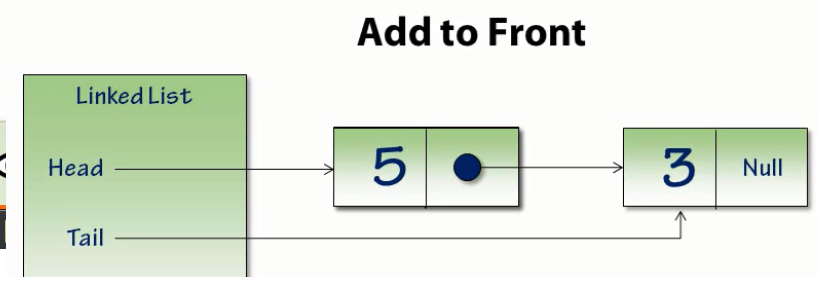 Add to Front
Linked List
Head
5
3
Null
Tail